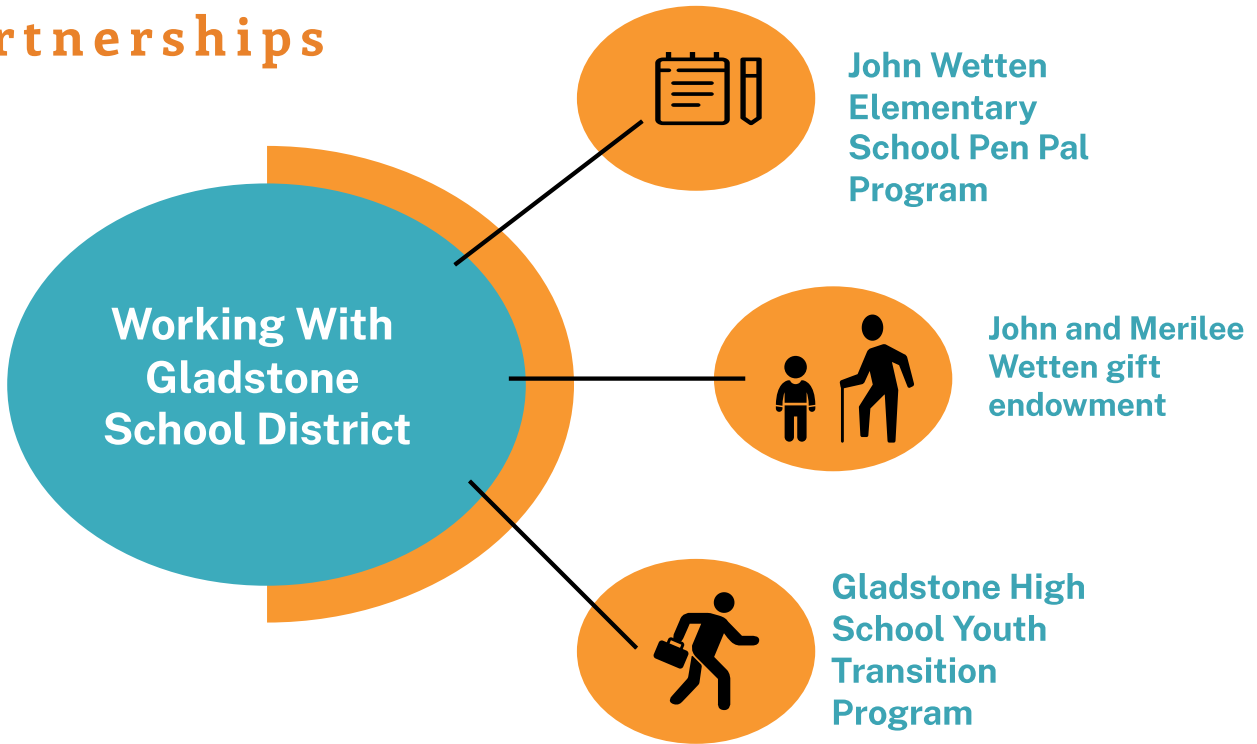 rtnerships
John Wetten
Elementary
School Pen Pal
Program
Working With
Gladstone
School District
John and Merilee
Wetten gift
endowment
Gladstone High
School Youth
Transition
Program